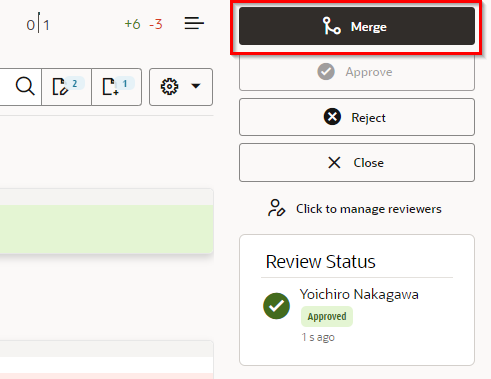 0 1 +6 -3
2 1
Merge
Approve
Reject
Close
Click to manage reviewers
Review Status
Yoichiro Nakagawa
Approved
1 s ago